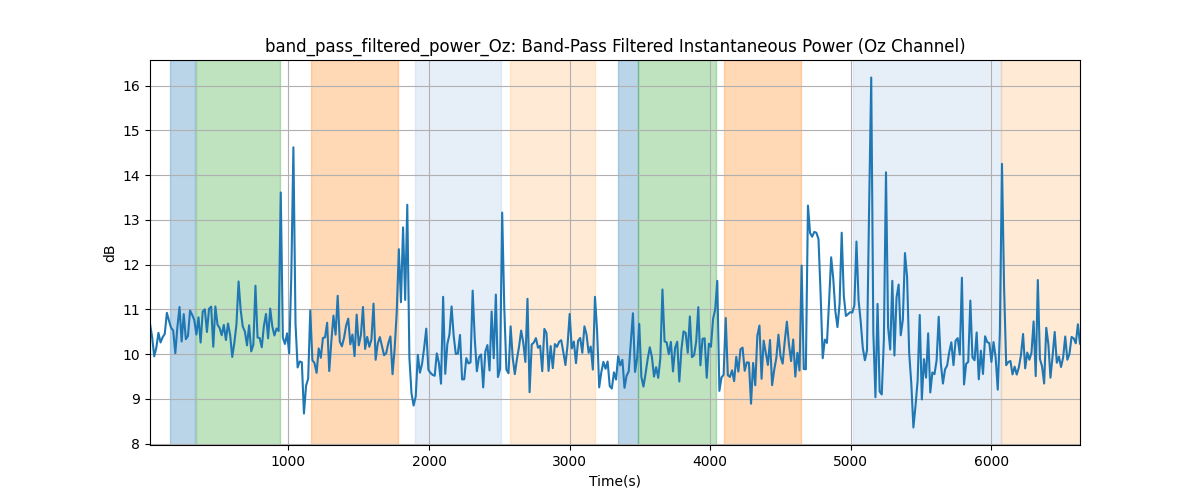 band_pass_filtered_power_Oz: Band-Pass Filtered Instantaneous Power (Oz Channel)
16
15
14
13
12
11
10
9
8
dB
1000 2000 3000 4000 5000 6000
Time(s)